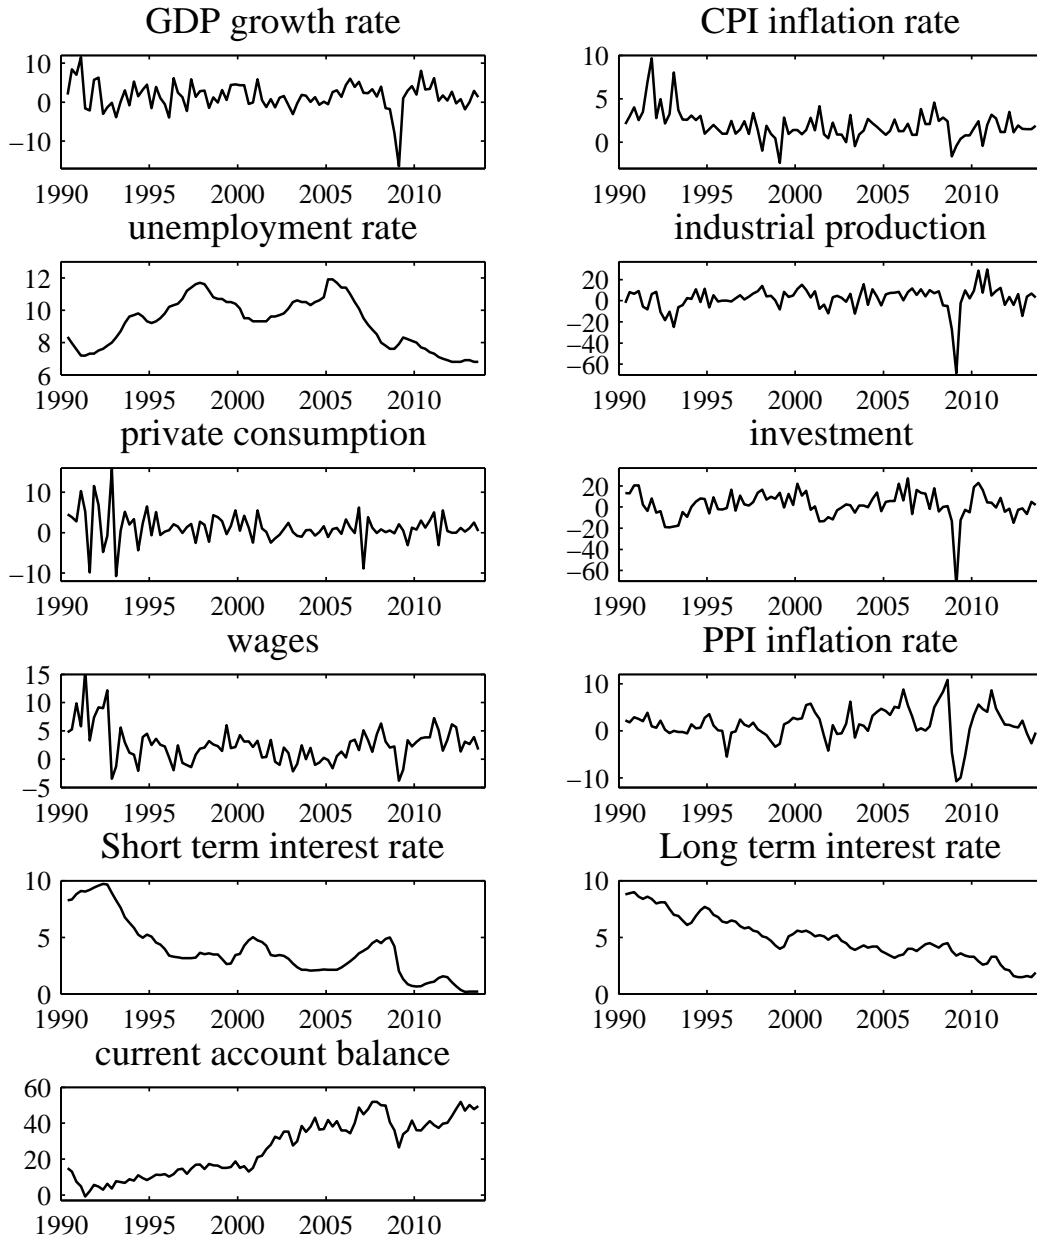 GDP growth rate
10
0
−10
1990 1995 2000 2005 2010
CPI inflation rate
10
5
0
1990 1995 2000 2005 2010
unemployment rate
12
10
8
6
1990 1995 2000 2005 2010
industrial production
20
0
−20
−40
−60
1990 1995 2000 2005 2010
private consumption
10
0
−10
1990 1995 2000 2005 2010
investment
20
0
−20
−40
−60
1990 1995 2000 2005 2010
wages
15
10
5
0
−5
1990 1995 2000 2005 2010
PPI inflation rate
10
0
−10
1990 1995 2000 2005 2010
Short term interest rate
10
5
0
1990 1995 2000 2005 2010
Long term interest rate
10
5
0
1990 1995 2000 2005 2010
current account balance
60
40
20
0
1990 1995 2000 2005 2010